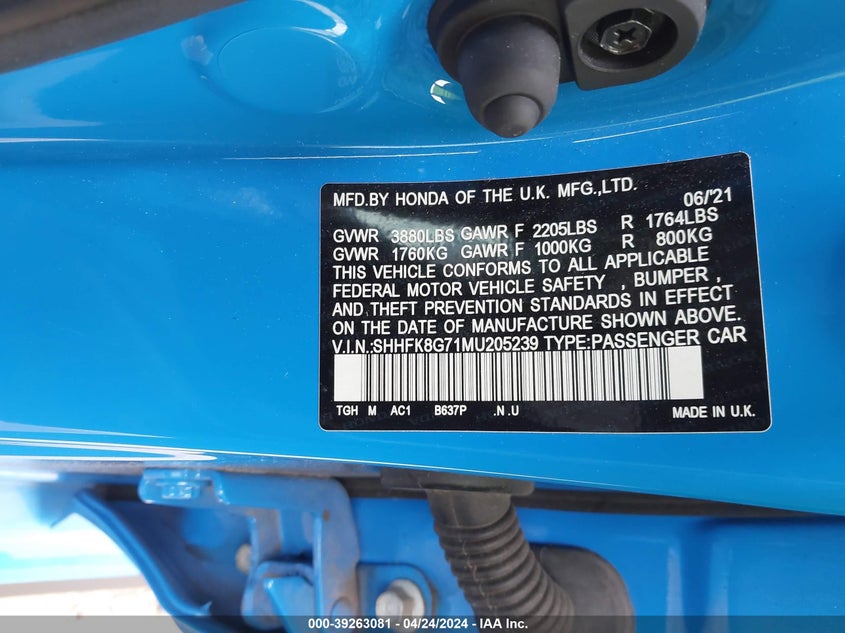 MFD.BY HONDA OF THE U.K. MFG.,LTD. 06/'21
GVWR 3880LBS GAWR F 2205LBS R 1764LBS
GVWR 1760KG GAWR F 1000KG R 800KG
THIS VEHICLE CONFORMS TO ALL APPLICABLE
FEDERAL MOTOR VEHICLE SAFETY , BUMPER ,
AND THEFT PREVENTION STANDARDS IN EFFECT
ON THE DATE OF MANUFACTURE SHOWN ABOVE.
V.I.N.:SHHFK8G71MU205239 TYPE:PASSENGER CAR
TGH M AC1 B637P .N.U MADE IN U.K.
000-39263081 - 04/24/2024 - IAA Inc.